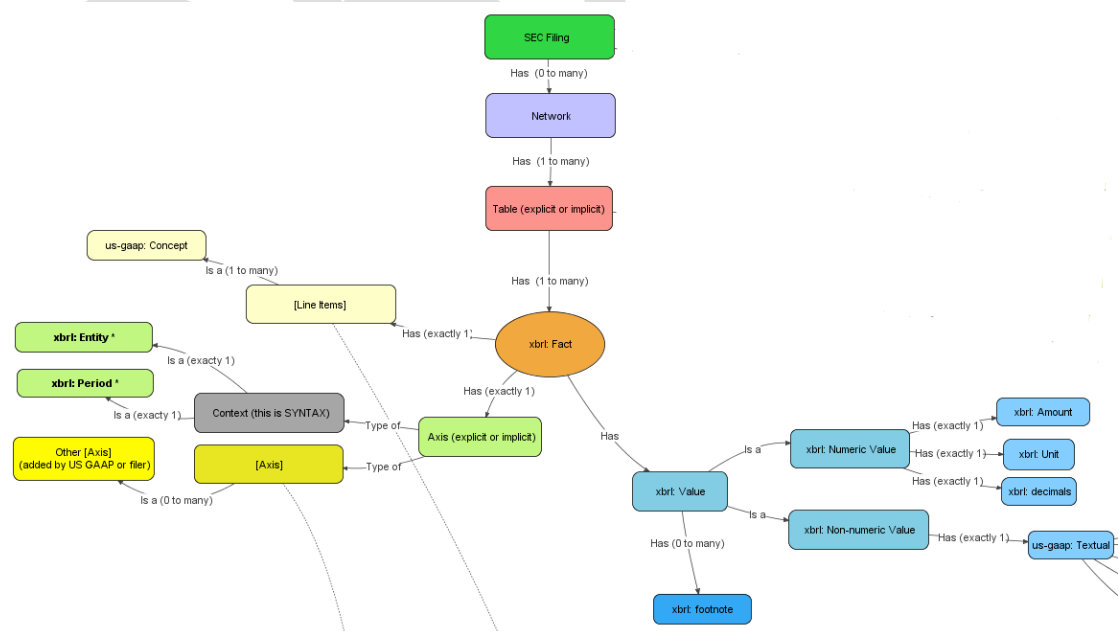 SEC Filing
Has (0 to many)
Network
Has (1 to many)
Table (explicit or implicit)
Has (1 to many)
us-gaap: Concept
Is a (1 to many)
[Line Items]
Has (exactly 1)
xbrl: Fact
xbrl: Entity *
Is a (exacty 1)
xbrl: Period *
Is a (exacty 1)
Context (this is SYNTAX)
Type of
Has (exactly 1)
Axis (explicit or implicit)
Other [Axis]
(added by US GAAP or filer)
[Axis]
Type of
Is a (0 to many)
Has
xbrl: Value
Is a
xbrl: Numeric Value
Has (exactly 1)
xbrl: Amount
Has (exactly 1)
xbrl: Unit
Has (exactly 1)
xbrl: decimals
Is a
xbrl: Non-numeric Value
Has (exactly 1)
us-gaap: Textual
Has (0 to many)
xbrl: footnote